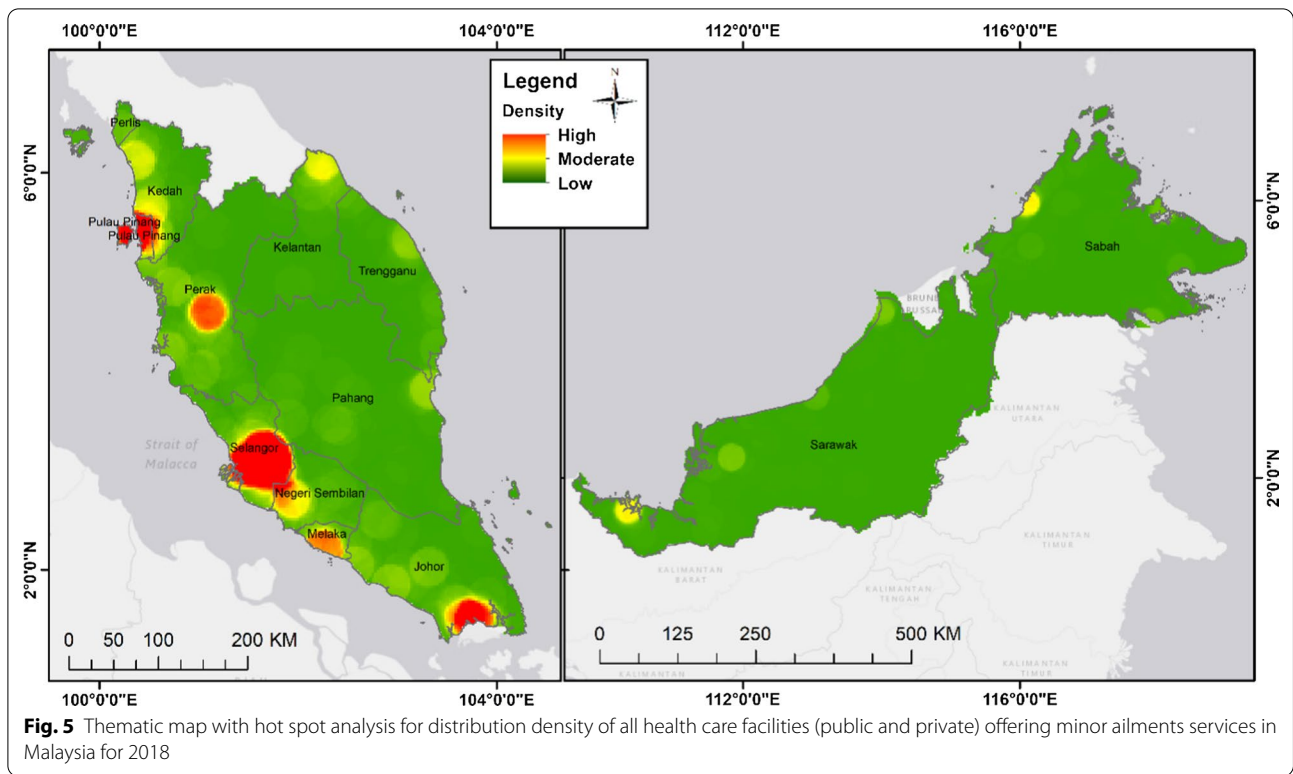 100°0'0"E
104°0'0"E
112°0'0"E
116°0'0"E
6°0'0"N
2°0'0"N
6°0'0"N
2°0'0"N
Legend
N
Density
High
Moderate
Low
Perlis
Kedah
Pulau Pinang
Pulau Pinang
Kelantan
Trengganu
Perak
Pahang
Strait of
Malacca
Selangor
Negeri Sembilan
Melaka
Johor
0 50 100 200 KM
Sabah
Sarawak
KALIMANTAN
UTARA
KALIMANTAN
TIMUR
KALIMANTAN
BARAT
KALIMANTAN
TENGAH
KALIMANTAN
TIMUR
KALIMANTAN
0 125 250 500 KM
100°0'0"E
104°0'0"E
112°0'0"E
116°0'0"E
Fig. 5 Thematic map with hot spot analysis for distribution density of all health care facilities (public and private) offering minor ailments services in
Malaysia for 2018